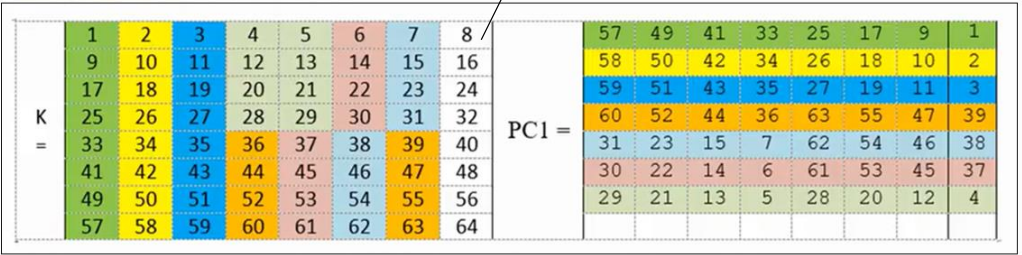 1 2 3 4 5 6 7 8
9 10 11 12 13 14 15 16
17 18 19 20 21 22 23 24
K 25 26 27 28 29 30 31 32
= 33 34 35 36 37 38 39 40
41 42 43 44 45 46 47 48
49 50 51 52 53 54 55 56
57 58 59 60 61 62 63 64
PC1 =
57 49 41 33 25 17 9 1
58 50 42 34 26 18 10 2
59 51 43 35 27 19 11 3
60 52 44 36 63 55 47 39
31 23 15 7 62 54 46 38
30 22 14 6 61 53 45 37
29 21 13 5 28 20 12 4